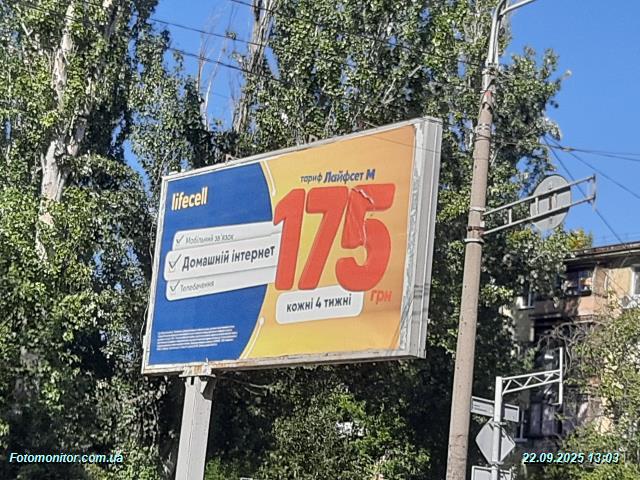 lifecell
тариф Лайфсет М
175
грн
кожні 4 тижні
Мобільний зв'язок
Домашній інтернет
Телебачення
Fotomonitor.com.ua
22.09.2025 13:03